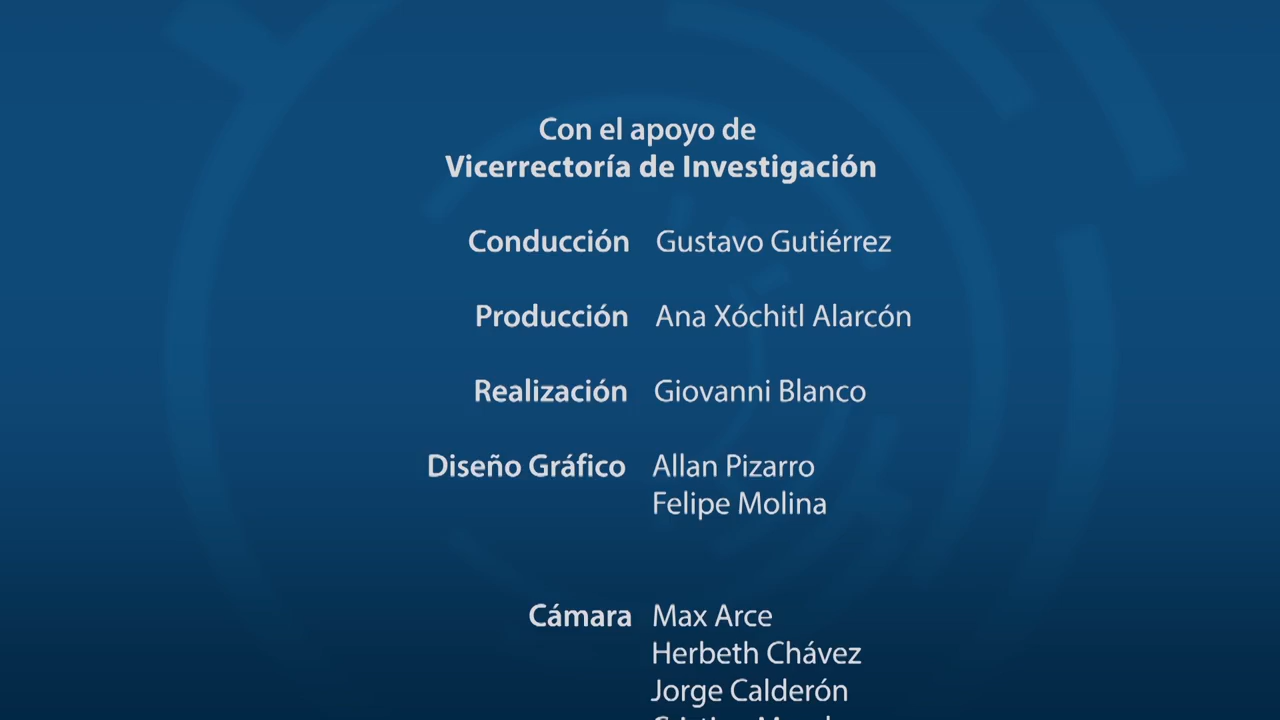 Con el apoyo de
Vicerrectoría de Investigación
Conducción Gustavo Gutiérrez
Producción Ana Xóchitl Alarcón
Realización Giovanni Blanco
Diseño Gráfico Allan Pizarro
Felipe Molina
Cámara Max Arce
Herbeth Chávez
Jorge Calderón